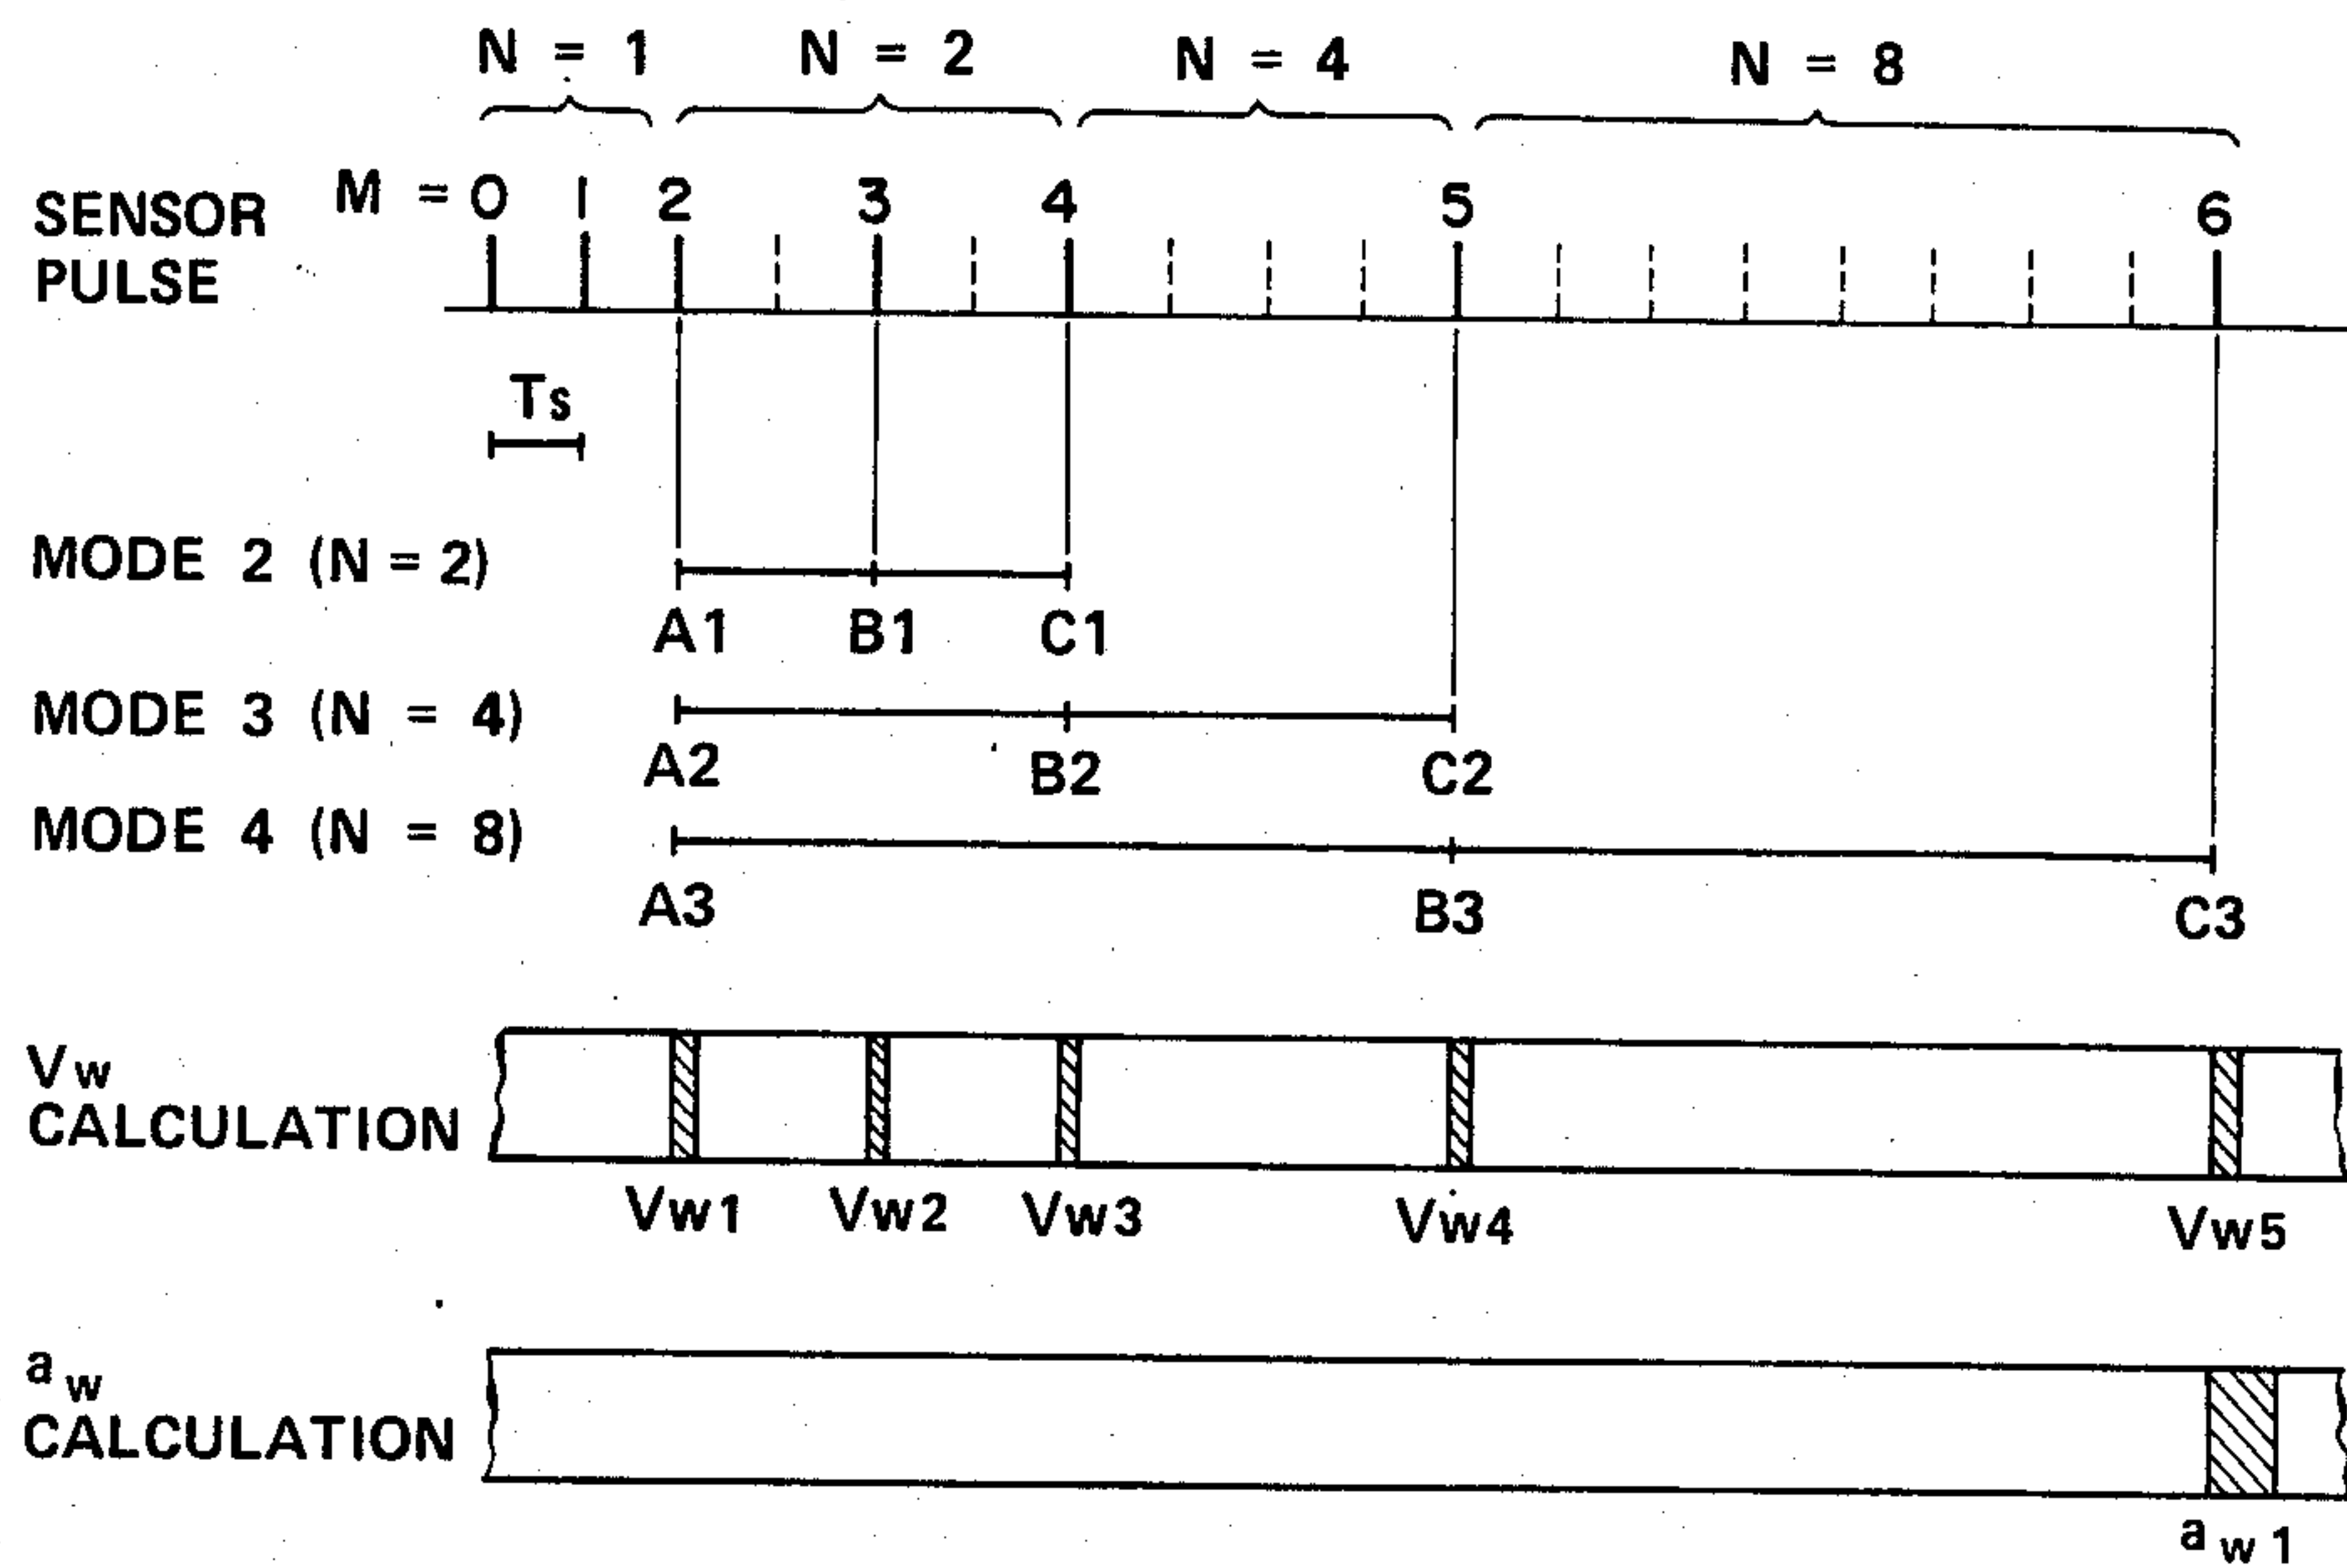 N = 1 N = 2 N = 4 N = 8
SENSOR PULSE
M = 0 1 2 3 4 5 6
Ts
MODE 2 (N = 2)
A1 B1 C1
MODE 3 (N = 4)
A2 B2 C2
MODE 4 (N = 8)
A3 B3 C3
Vw
CALCULATION
Vw1 Vw2 Vw3 Vw4 Vw5
aw
CALCULATION
aw1